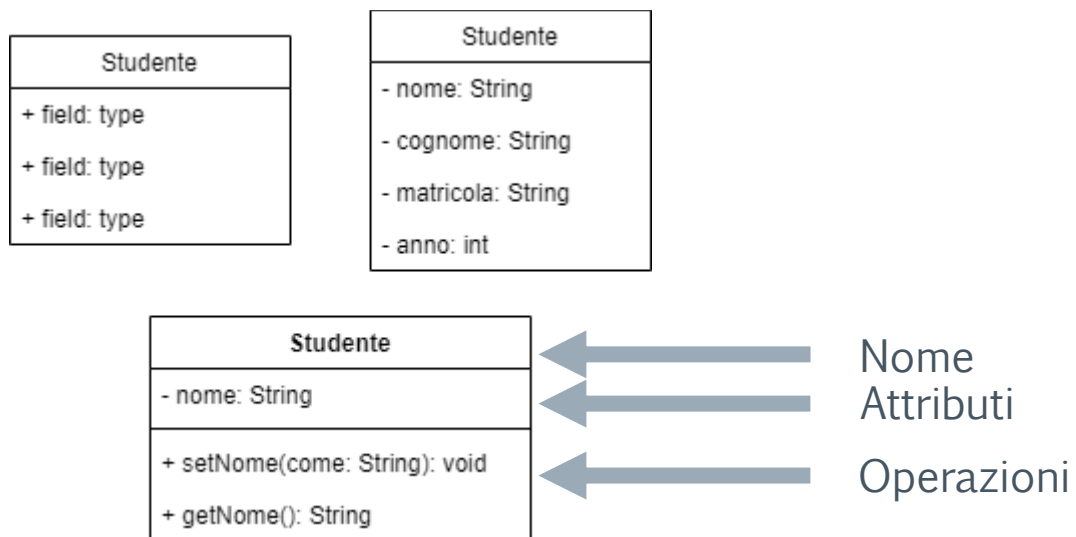 Studente
+ field: type
+ field: type
+ field: type
Studente
- nome: String
- cognome: String
- matricola: String
- anno: int
Studente
- nome: String
+ setNome(come: String): void
+ getNome(): String
Nome
Attributi
Operazioni